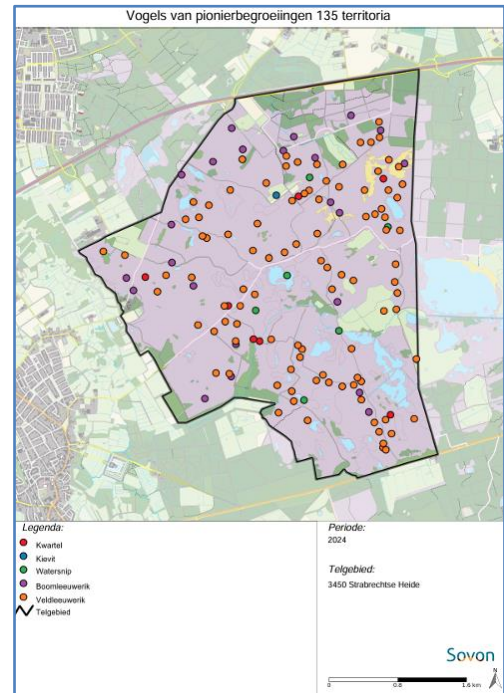 Vogels van pionierbegroeiingen 135 territoria
Legenda:
Kwartel
Kievit
Watersnip
Boomleeuwerik
Veldleeuwerik
Telgebied
Periode:
2024
Telgebied:
3450 Strabrechtse Heide
Sovon
0 0.8 1.6 km
N